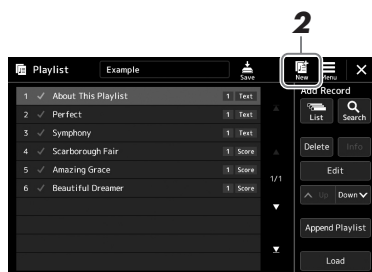 2
Playlist Example Save New Menu
Add Record
1 About This Playlist 1 Text
2 Perfect 1 Text
3 Symphony 1 Text
4 Scarborough Fair 1 Score
5 Amazing Grace 1 Score
6 Beautiful Dreamer 1 Score
List Search
Delete Info
1/1
Edit
Up Down
Append Playlist
Load